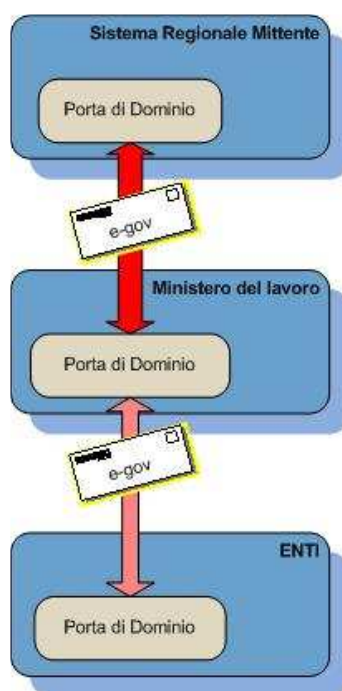 Sistema Regionale Mittente
Porta di Dominio
e-gov
Ministero del lavoro
Porta di Dominio
e-gov
ENTI
Porta di Dominio